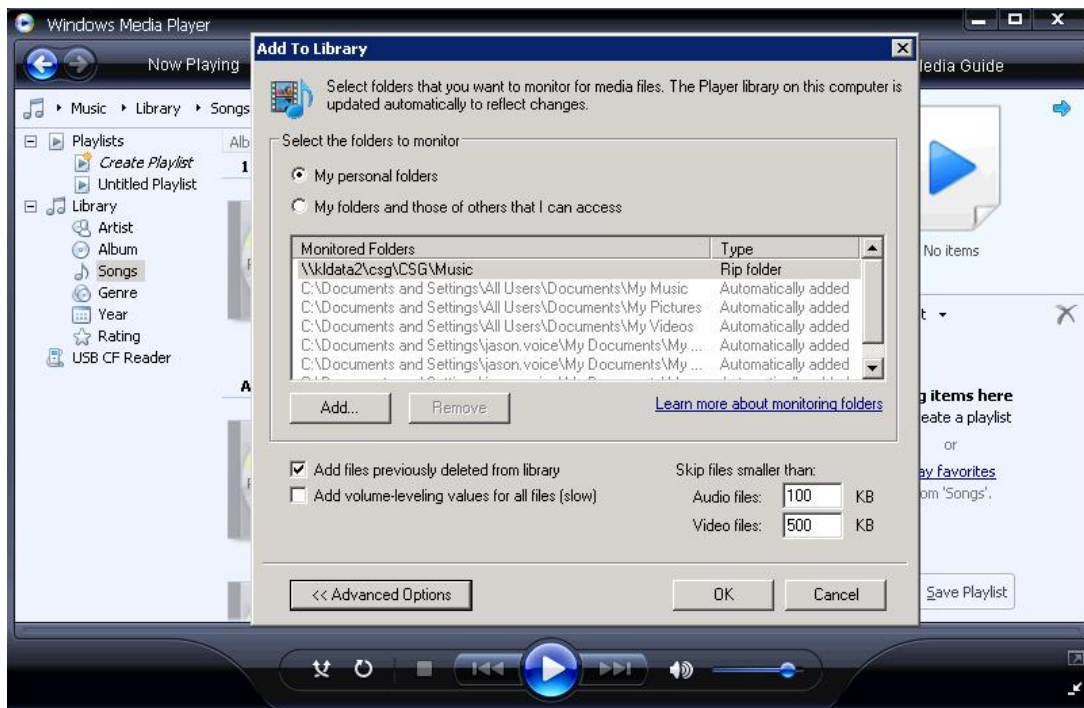 Windows Media Player
Now Playing
Media Guide
Music Library Songs
Playlists
Create Playlist
Untitled Playlist
Library
Artist
Album
Songs
Genre
Year
Rating
USB CF Reader
1
A
Add To Library
Select folders that you want to monitor for media files. The Player library on this computer is
updated automatically to reflect changes.
Select the folders to monitor
My personal folders
My folders and those of others that I can access
Monitored Folders Type
\\kldata2\csg\CSG\Music Rip folder
C:\Documents and Settings\All Users\Documents\My Music Automatically added
C:\Documents and Settings\All Users\Documents\My Pictures Automatically added
C:\Documents and Settings\All Users\Documents\My Videos Automatically added
C:\Documents and Settings\jason.voice\My Documents\My ... Automatically added
C:\Documents and Settings\jason.voice\My Documents\My ... Automatically added
Add... Remove Learn more about monitoring folders
Add files previously deleted from library
Add volume-leveling values for all files (slow)
Skip files smaller than:
Audio files: 100 KB
Video files: 500 KB
<< Advanced Options OK Cancel
No items
items here
eate a playlist
or
favorites
om 'Songs'.
Save Playlist